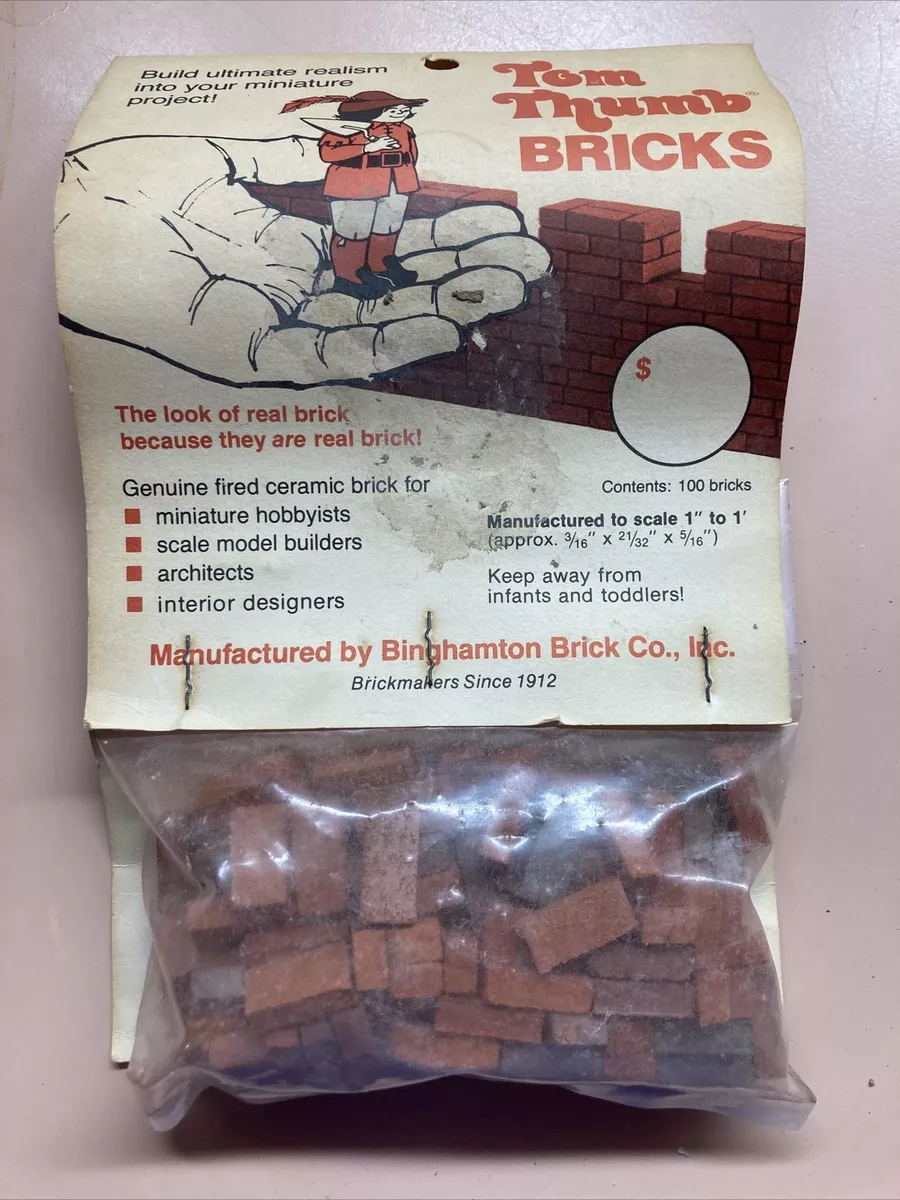 Build ultimate realism
into your miniature
project!
Tom
Thumb®
BRICKS
$
The look of real brick
because they are real brick!
Genuine fired ceramic brick for
■ miniature hobbyists
■ scale model builders
■ architects
■ interior designers
Contents: 100 bricks
Manufactured to scale 1" to 1'
(approx. 3/16" x 21/32" x 5/16")
Keep away from
infants and toddlers!
Manufactured by Binghamton Brick Co., Inc.
Brickmakers Since 1912